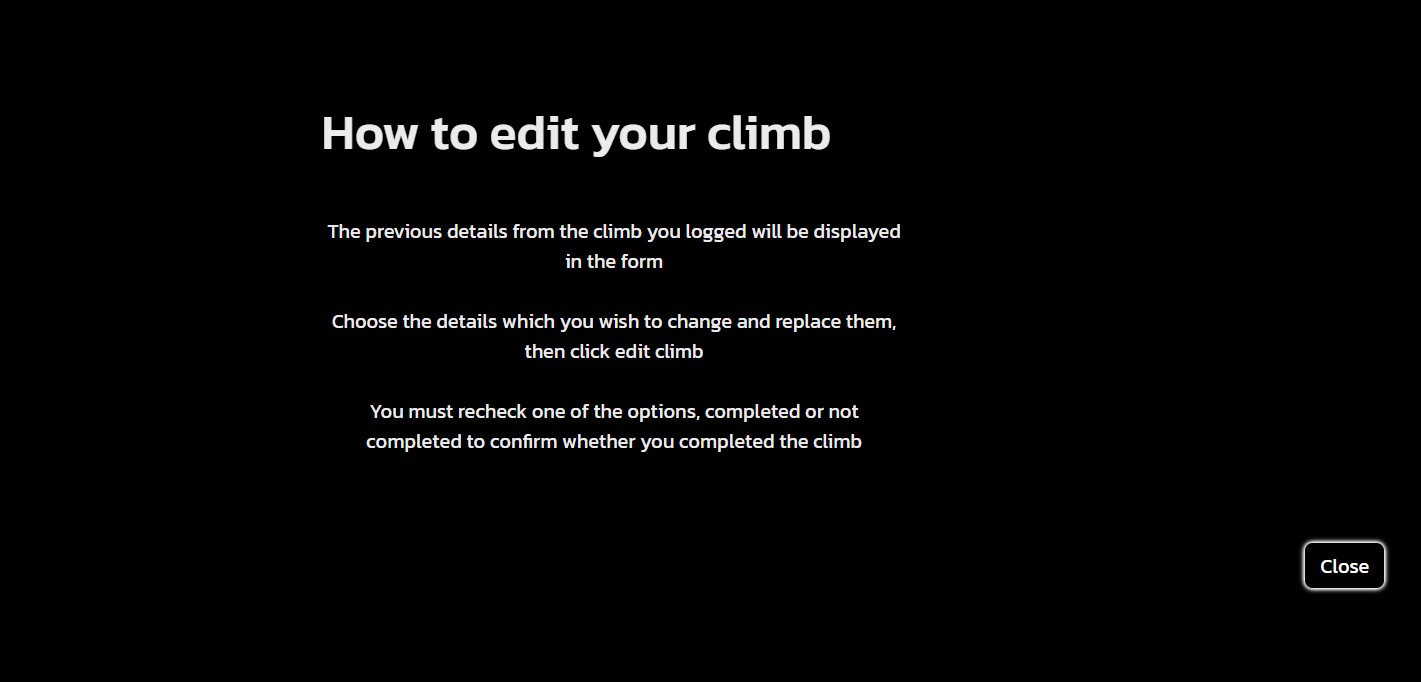 How to edit your climb
The previous details from the climb you logged will be displayed
in the form
Choose the details which you wish to change and replace them,
then click edit climb
You must recheck one of the options, completed or not
completed to confirm whether you completed the climb
Close